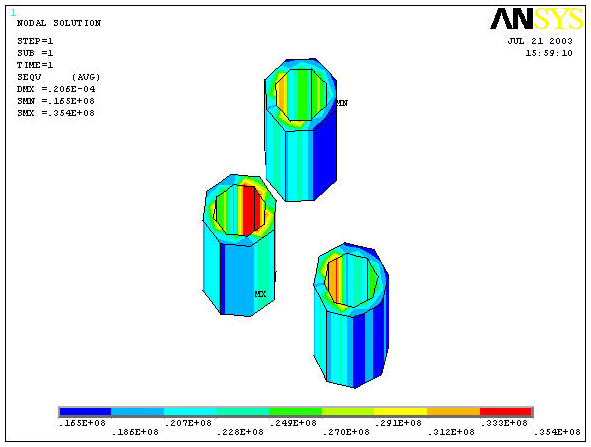 1
NODAL SOLUTION
ANSYS
STEP=1
JUL 21 2003
SUB =1
15:59:10
TIME=1
SEQV (AVG)
DMX =.206E-04
SMN =.165E+08
SMX =.354E+08
MN
MX
.165E+08 .207E+08 .249E+08 .291E+08 .333E+08
.186E+08 .228E+08 .270E+08 .312E+08 .354E+08